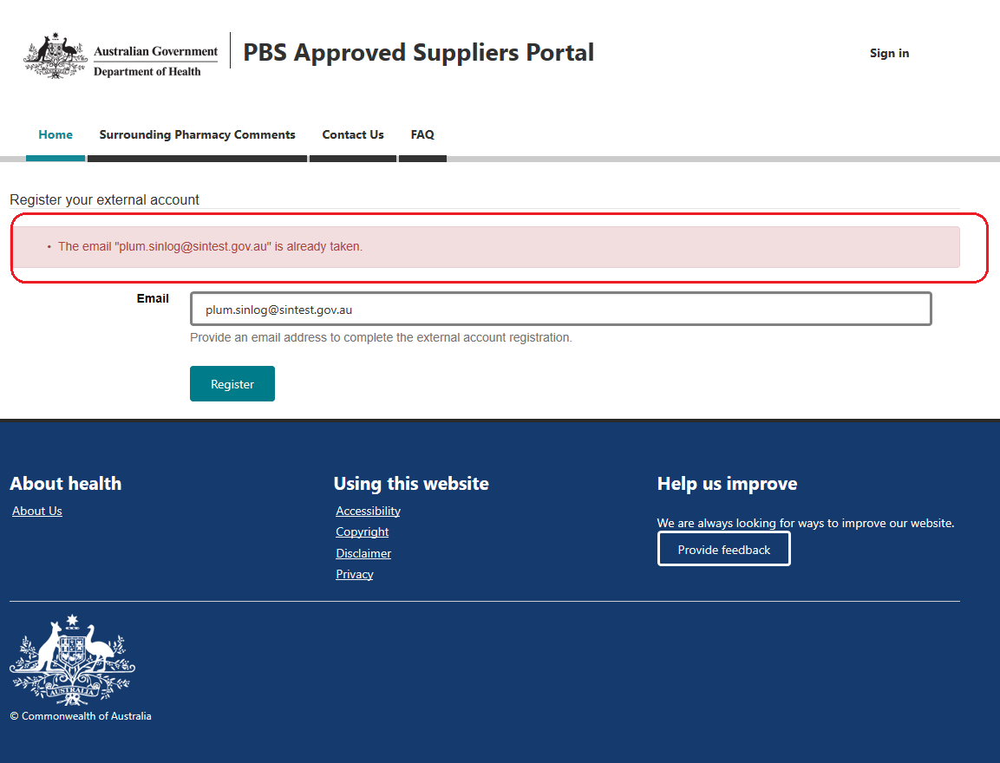 Australian Government
Department of Health
PBS Approved Suppliers Portal
Sign in
Home
Surrounding Pharmacy Comments
Contact Us
FAQ
Register your external account
• The email "plum.sinlog@sintest.gov.au" is already taken.
Email
plum.sinlog@sintest.gov.au
Provide an email address to complete the external account registration.
Register
About health
About Us
Using this website
Accessibility
Copyright
Disclaimer
Privacy
Help us improve
We are always looking for ways to improve our website.
Provide feedback
AUSTRALIA
© Commonwealth of Australia